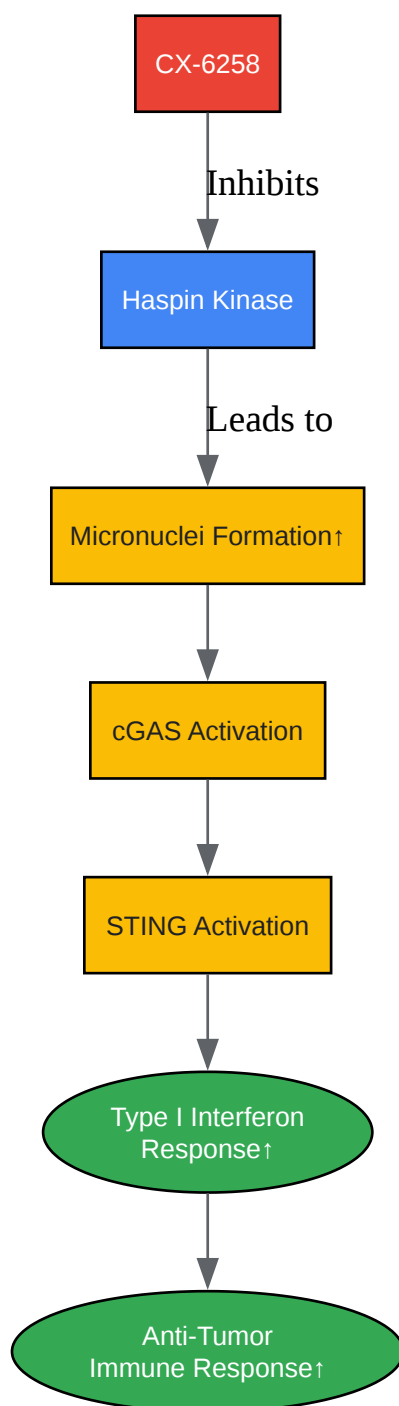 CX-6258
Inhibits
Haspin Kinase
Leads to
Micronuclei Formation↑
cGAS Activation
STING Activation
Type I Interferon
Response↑
Anti-Tumor
Immune Response↑